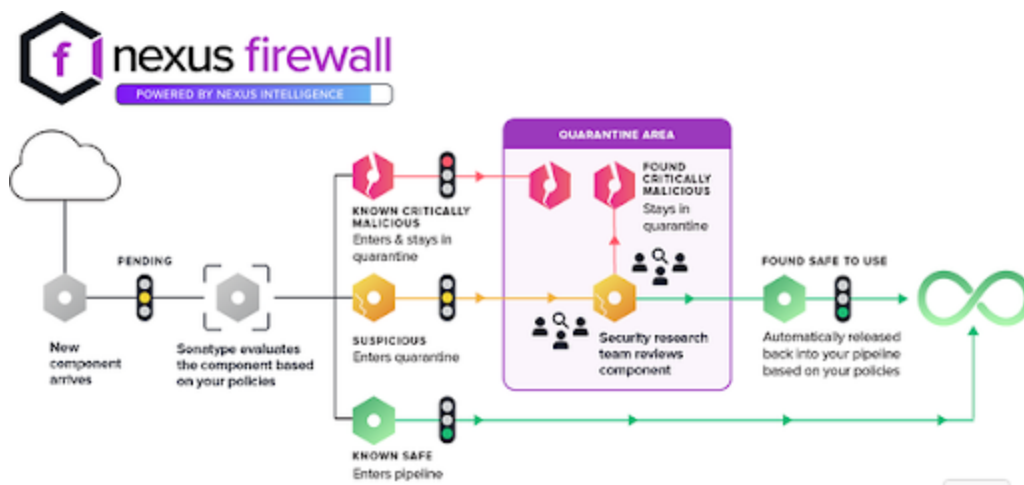 f
nexus firewall
POWERED BY NEXUS INTELLIGENCE
QUARANTINE AREA
KNOWN CRITICALLY
MALICIOUS
Enters & stays in
quarantine
FOUND
CRITICALLY
MALICIOUS
Stays in
quarantine
PENDING
New
component
arrives
Sonatype evaluates
the component based
on your policies
SUSPICIOUS
Enters quarantine
Security research
team reviews
component
FOUND SAFE TO USE
Automatically released
back into your pipeline
based on your policies
KNOWN SAFE
Enters pipeline